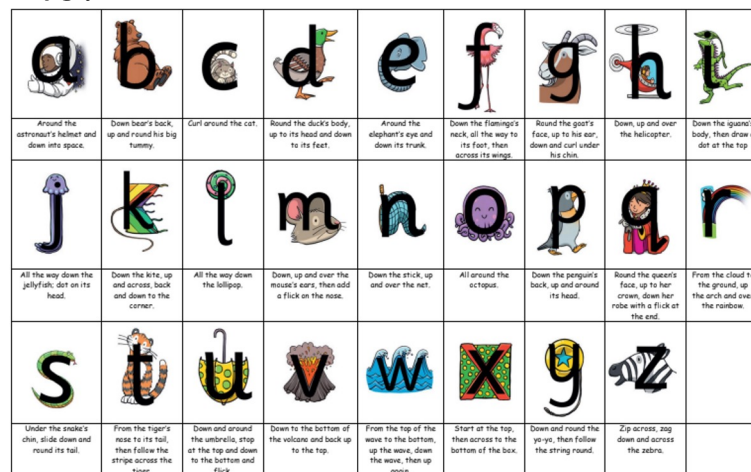 a b c d e f g h i
Around the
astronaut's helmet and
down into space.
Down bear's back,
up and round his big
tummy.
Curl around the cat.
Round the duck's body,
up to its head and down
to its feet.
Around the
elephant's eye and
down its trunk.
Down the flamingo's
neck, all the way to
its foot, then
across its wings.
Round the goat's
face, up to his ear,
down and curl under
his chin.
Down, up and over
the helicopter.
Down the iguana's
body, then draw
dot at the top
j k l m n o p q r
All the way down the
jellyfish; dot on its
head.
Down the kite, up
and across, back
and down to the
corner.
All the way down
the lollipop.
Down, up and over the
mouse's ears, then add
a flick on the nose.
Down the stick, up
and over the net.
All around the
octopus.
Down the penguin's
back, up and around
its head.
Round the queen's
face, up to her
crown, down her
robe with a flick at
the end.
From the cloud
the ground, up
the arch and
the rainbow.
s t u v w x y z
Under the snake's
chin, slide down and
round its tail.
From the tiger's
nose to its tail,
then follow the
stripe across the
Down and around
the umbrella, stop
at the top and down
to the bottom and
flick
Down to the bottom of
the volcano and back up
to the top.
From the top of the
wave to the bottom,
up the wave, down
the wave, then up
Start at the top,
then across to the
bottom of the box.
Down and round the
yo-yo, then follow
the string round.
Zip across, zag
down and across
the zebra.